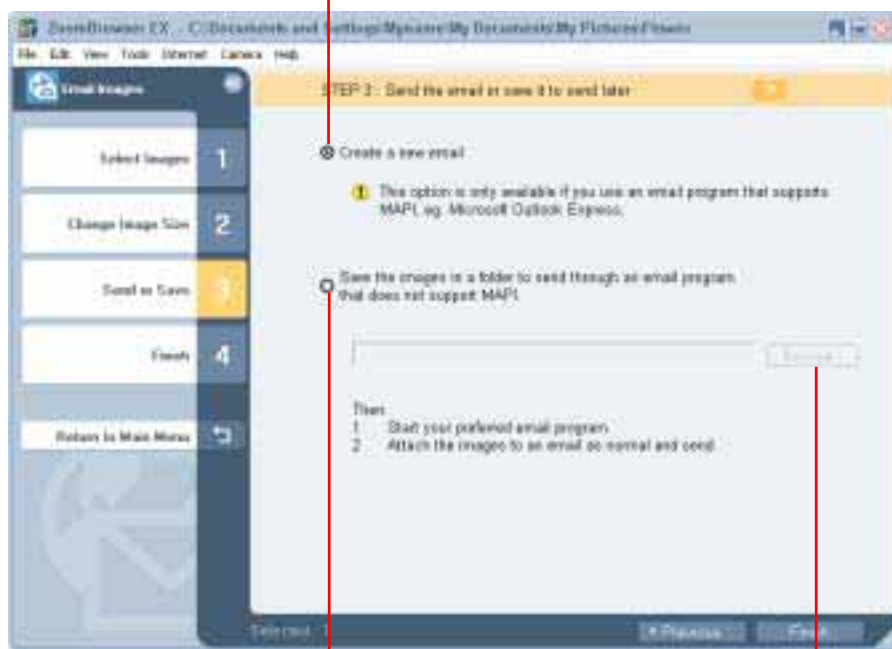 ZoomBrowser EX - C:\Documents and Settings\Myname\My Documents\My Pictures\Flowers
File Edit View Tools Internet Camera Help
Email Images
STEP 3 : Send the email or save it to send later
Select Images 1
Change Image Size 2
Send or Save 3
Finish 4
Return to Main Menu
Create a new email
This option is only available if you use an email program that supports
MAPI, eg. Microsoft Outlook Express.
Save the images in a folder to send through an email program
that does not support MAPI.
Browse
Then:
1 Start your preferred email program.
2 Attach the images to an email as normal and send.
Selected
Previous
Finish